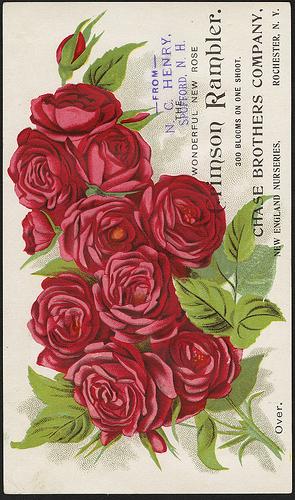 —FROM—
N. C. HENRY,
SPOFFORD, N. H.
THE
WONDERFUL NEW ROSE
Crimson Rambler.
300 BLOOMS ON ONE SHOOT.
CHASE BROTHERS COMPANY,
NEW ENGLAND NURSERIES. ROCHESTER, N. Y.
Over.